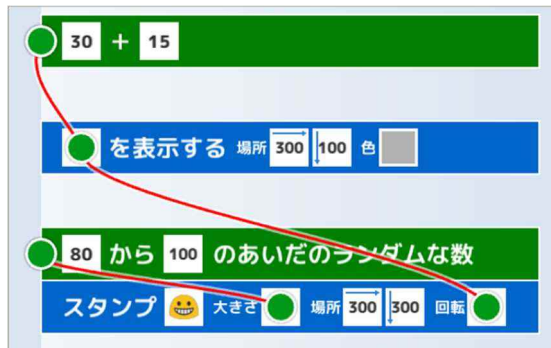 30 + 15
を表示する 場所 300 100 色
80 から 100 のあいだのランダムな数
スタンプ 😀 大きさ 場所 300 300 回転